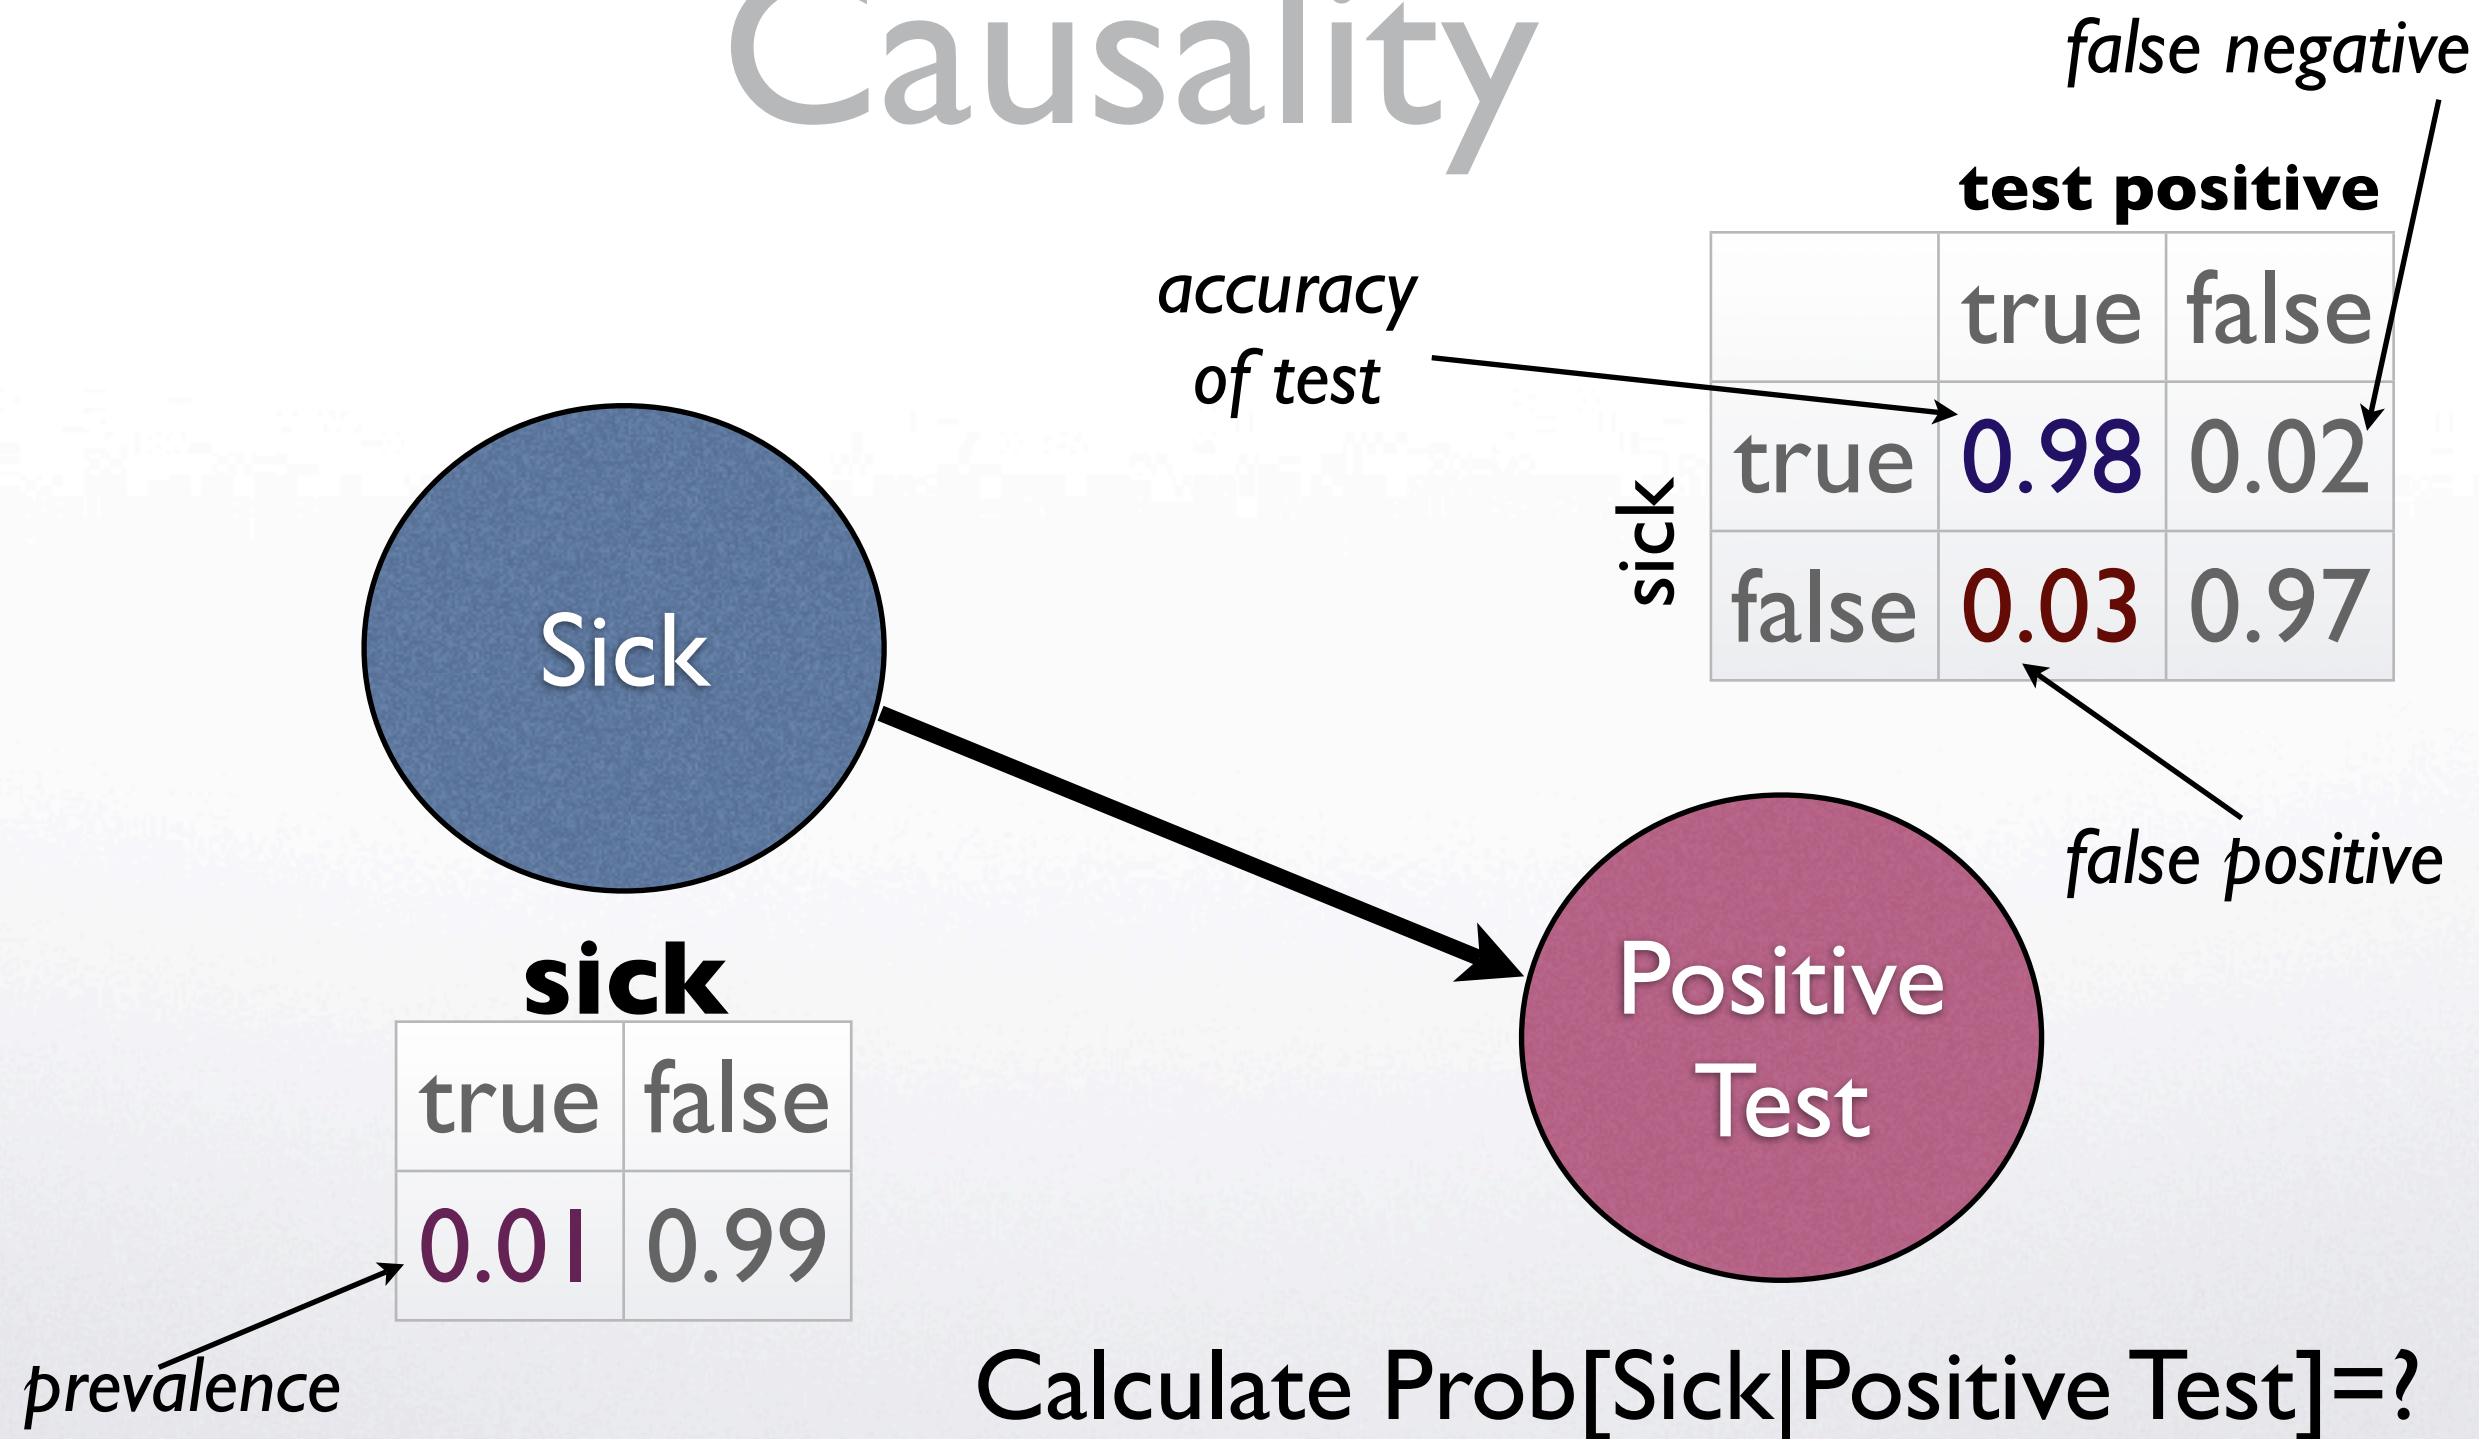 Causality
false negative
test positive
accuracy
of test
true false
true 0.98 0.02
false 0.03 0.97
sick
false positive
Sick
Positive
Test
sick
true false
0.01 0.99
prevalence
Calculate Prob[Sick|Positive Test]=?